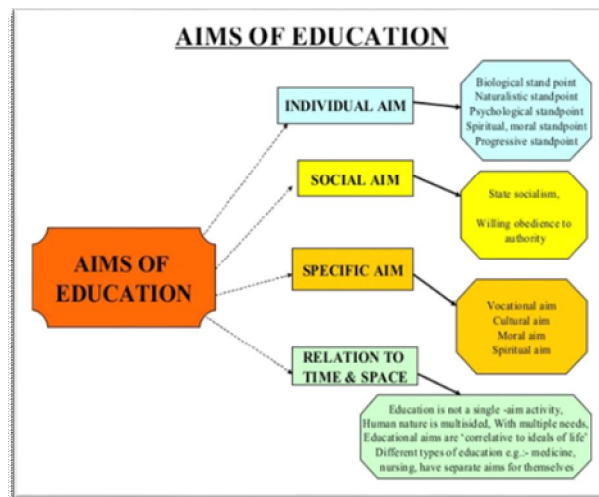 AIMS OF EDUCATION
INDIVIDUAL AIM
Biological stand point
Naturalistic standpoint
Psychological standpoint
Spiritual, moral standpoint
Progressive standpoint
SOCIAL AIM
State socialism,
Willing obedience to
authority
AIMS OF
EDUCATION
SPECIFIC AIM
Vocational aim
Cultural aim
Moral aim
Spiritual aim
RELATION TO
TIME & SPACE
Education is not a single -aim activity,
Human nature is multisided, With multiple needs,
Educational aims are ‘correlative to ideals of life’
Different types of education e.g.:- medicine,
nursing, have separate aims for themselves